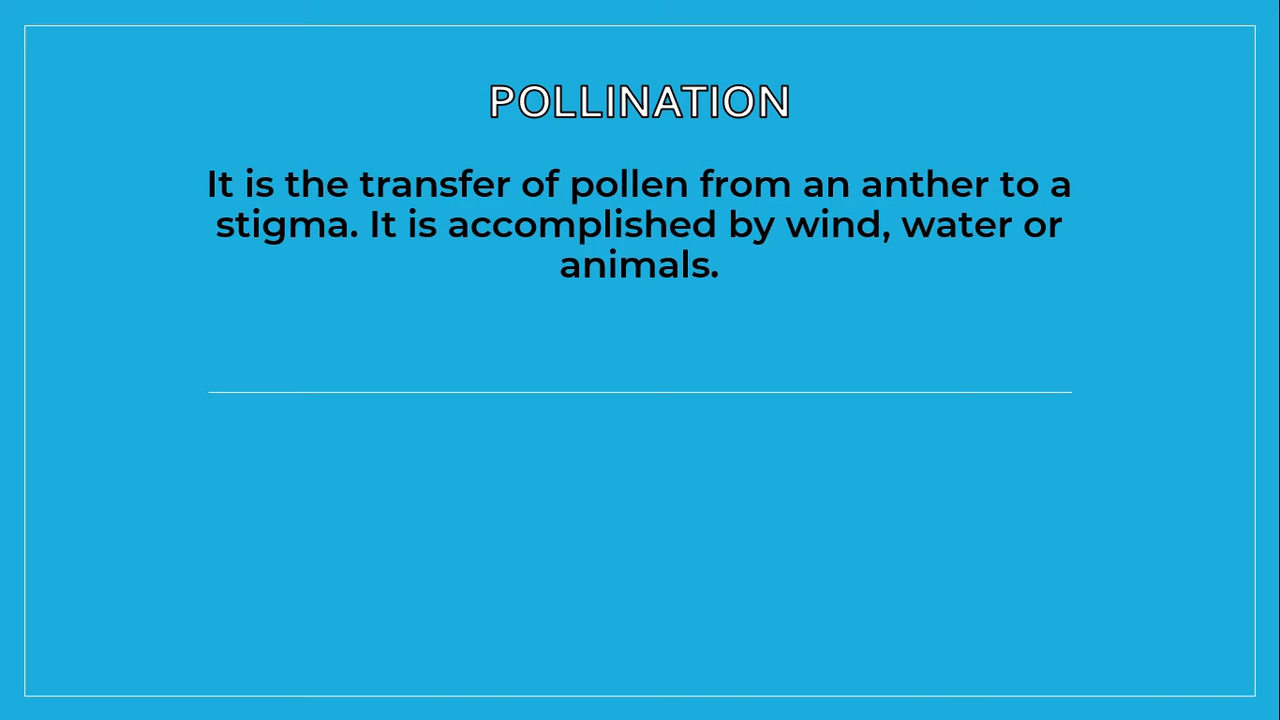 POLLINATION
It is the transfer of pollen from an anther to a
stigma. It is accomplished by wind, water or
animals.